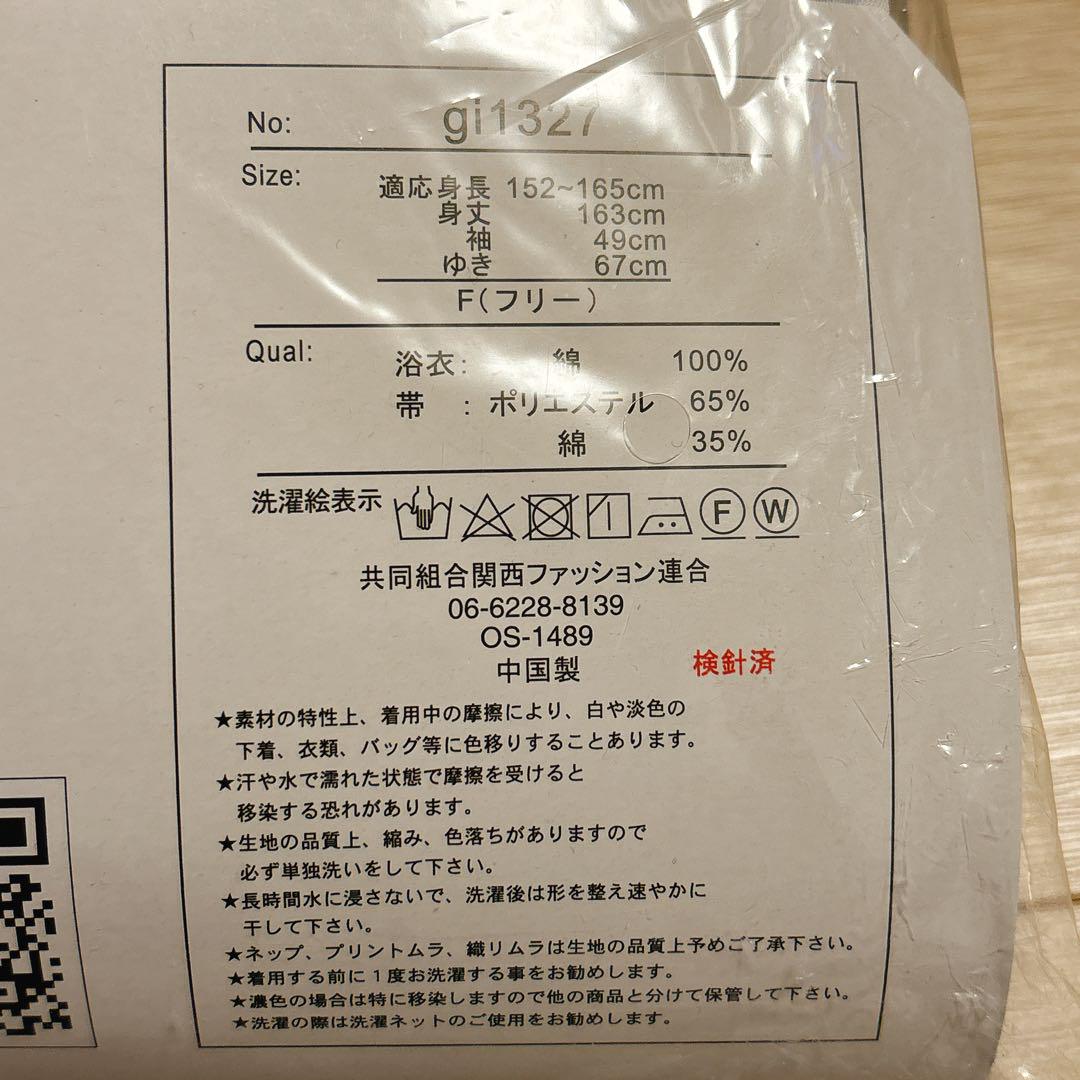 No: gi1327
Size: 適応身長 152~165cm
身丈 163cm
袖 49cm
ゆき 67cm
F(フリー)
Qual: 浴衣: 綿 100%
帯 : ポリエステル 65%
綿 35%
洗濯絵表示 F W
共同組合関西ファッション連合
06-6228-8139
OS-1489
中国製 検針済
★素材の特性上、着用中の摩擦により、白や淡色の
下着、衣類、バッグ等に色移りすることあります。
★汗や水で濡れた状態で摩擦を受けると
移染する恐れがあります。
★生地の品質上、縮み、色落ちがありますので
必ず単独洗いをして下さい。
★長時間水に浸さないで、洗濯後は形を整え速やかに
干して下さい。
★ネップ、プリントムラ、織リムラは生地の品質上予めご了承下さい。
★着用する前に1度お洗濯する事をお勧めします。
★濃色の場合は特に移染しますので他の商品と分けて保管して下さい。
★洗濯の際は洗濯ネットのご使用をお勧めします。